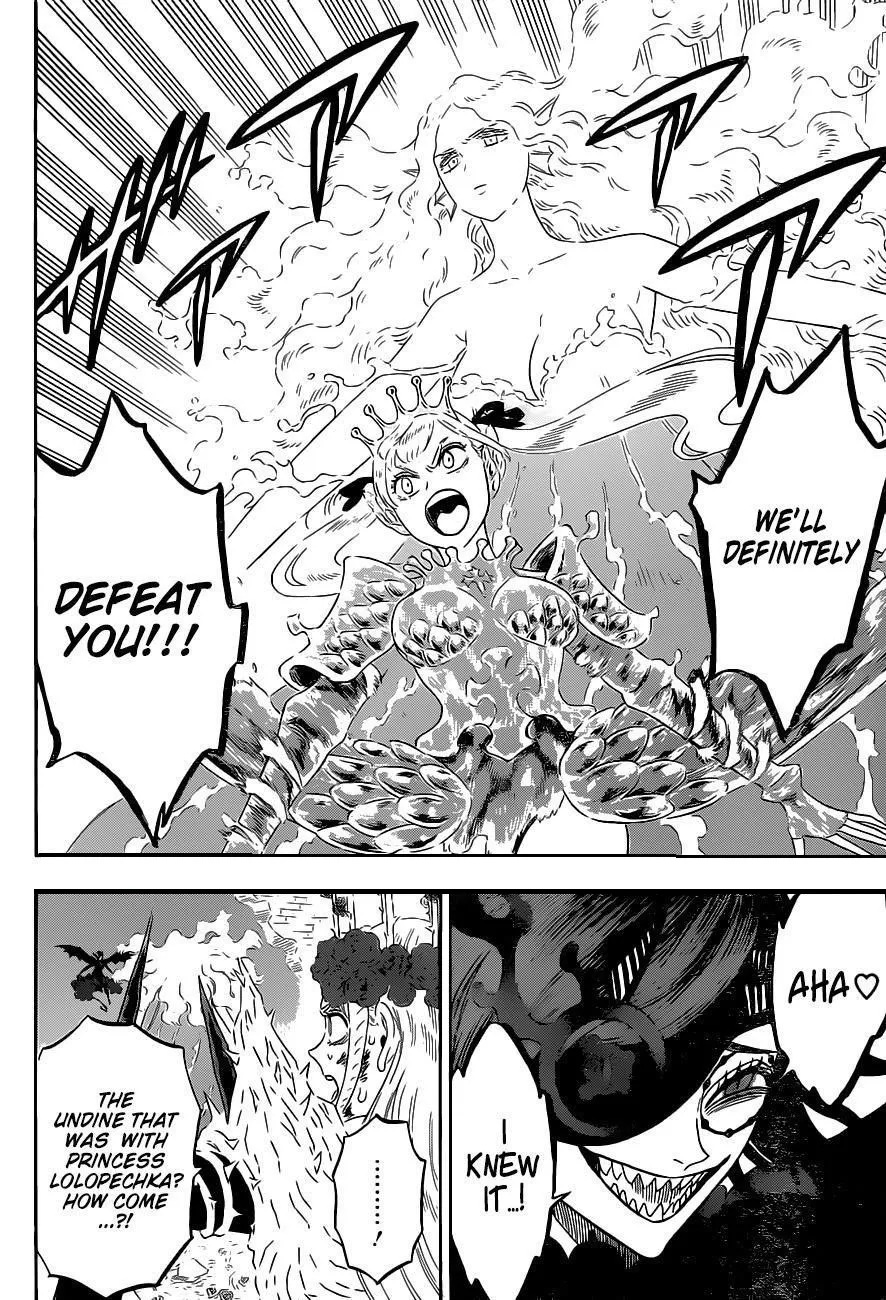 WE'LL
DEFINITELY
DEFEAT
YOU!!!
AHA♡
I
KNEW
IT...!
.......
THE
UNDINE THAT
WAS WITH
PRINCESS
LOLOPECHKA?
HOW COME
...?!